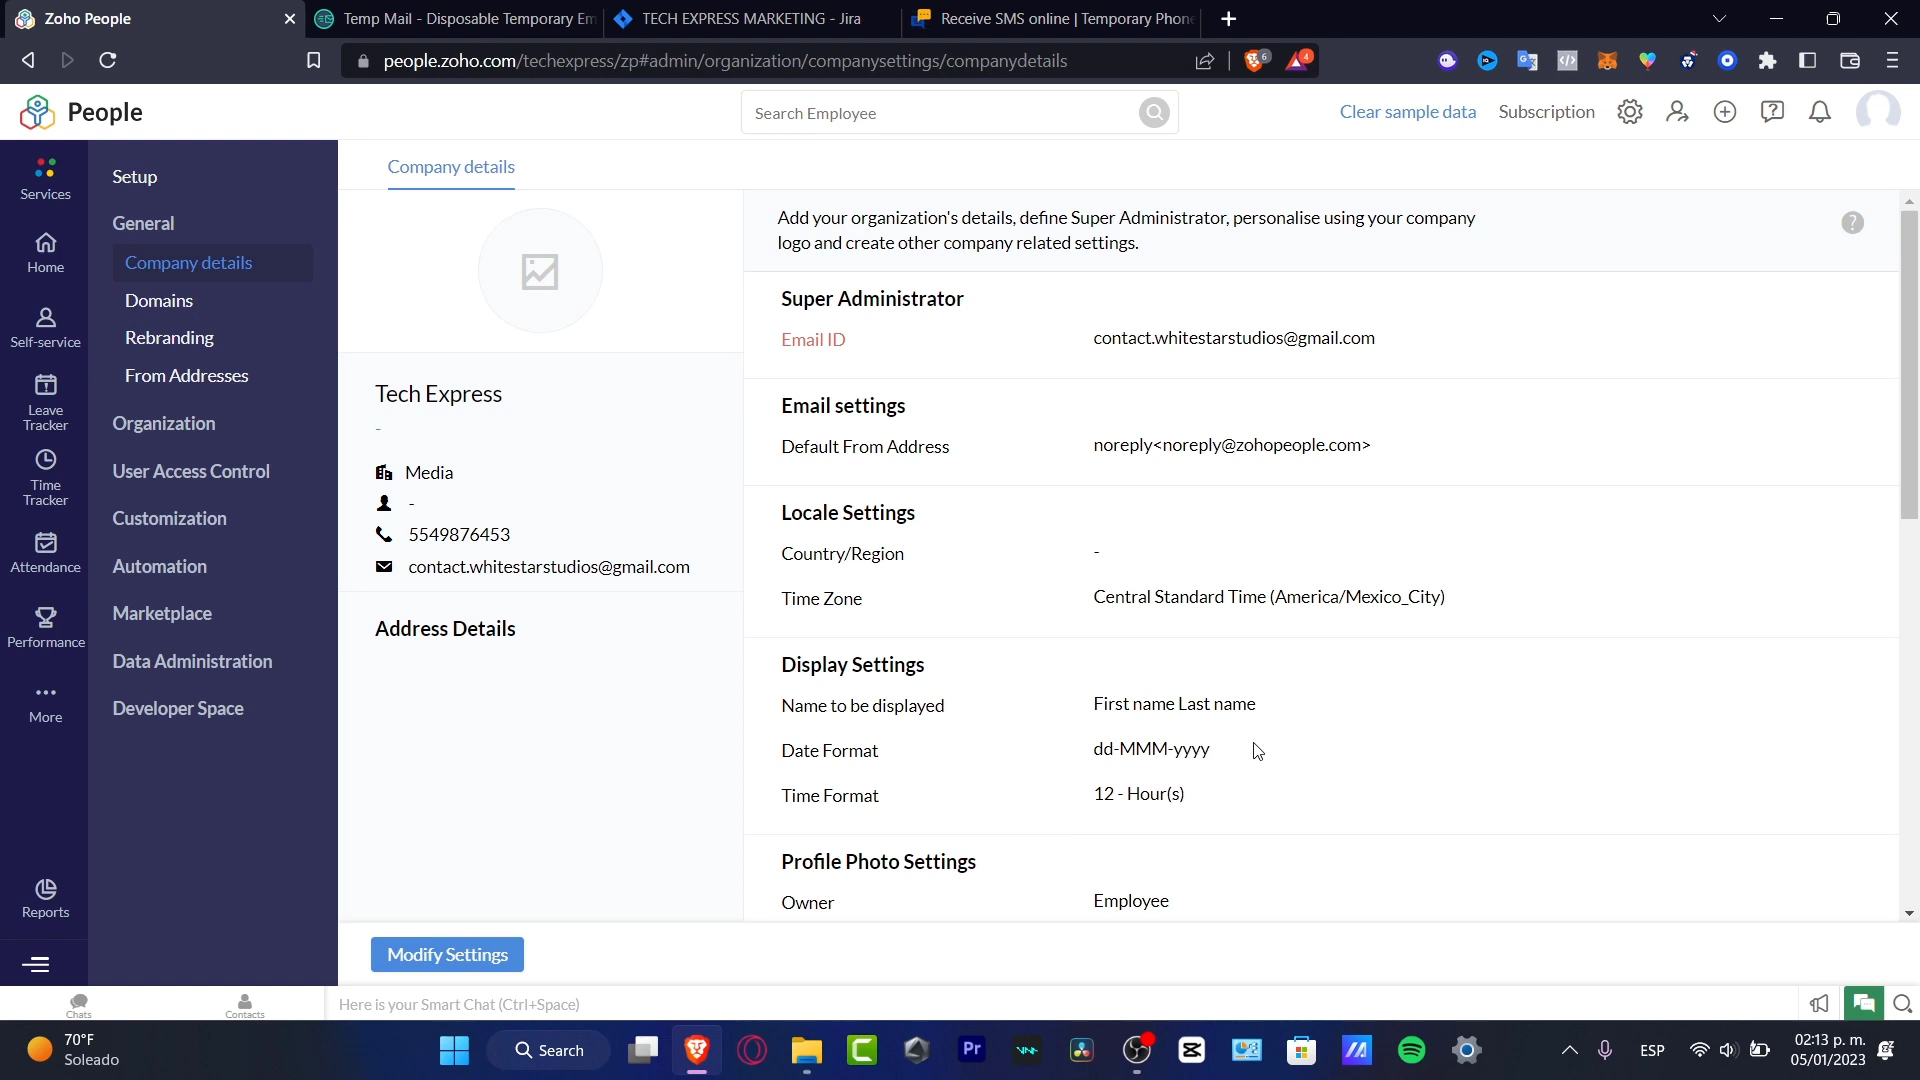 Zoho People
Temp Mail - Disposable Temporary Em
TECH EXPRESS MARKETING - Jira
Receive SMS online | Temporary Phone
people.zoho.com/techexpress/zp#admin/organization/companysettings/companydetails
6
4
People
Search Employee
Clear sample data
Subscription
Services
Home
Self-service
Leave
Tracker
Time
Tracker
Attendance
Performance
More
Reports
Setup
General
Company details
Domains
Rebranding
From Addresses
Organization
User Access Control
Customization
Automation
Marketplace
Data Administration
Developer Space
Company details
Tech Express
-
Media
-
5549876453
contact.whitestarstudios@gmail.com
Address Details
Add your organization's details, define Super Administrator, personalise using your company
logo and create other company related settings.
?
Super Administrator
Email ID contact.whitestarstudios@gmail.com
Email settings
Default From Address noreply<noreply@zohopeople.com>
Locale Settings
Country/Region -
Time Zone Central Standard Time (America/Mexico_City)
Display Settings
Name to be displayed First name Last name
Date Format dd-MMM-yyyy
Time Format 12 - Hour(s)
Profile Photo Settings
Owner Employee
Modify Settings
Chats
Contacts
Here is your Smart Chat (Ctrl+Space)
70°F
Soleado
Search
Pr
ESP
02:13 p. m.
05/01/2023